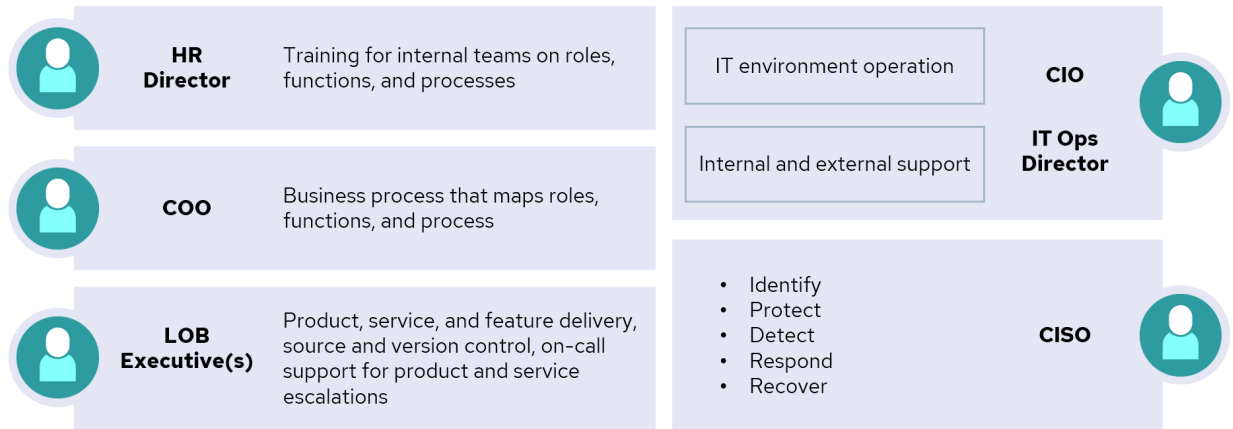 HR
Director
Training for internal teams on roles,
functions, and processes
COO
Business process that maps roles,
functions, and process
LOB
Executive(s)
Product, service, and feature delivery,
source and version control, on-call
support for product and service
escalations
IT environment operation
Internal and external support
CIO
IT Ops
Director
• Identify
• Protect
• Detect
• Respond
• Recover
CISO